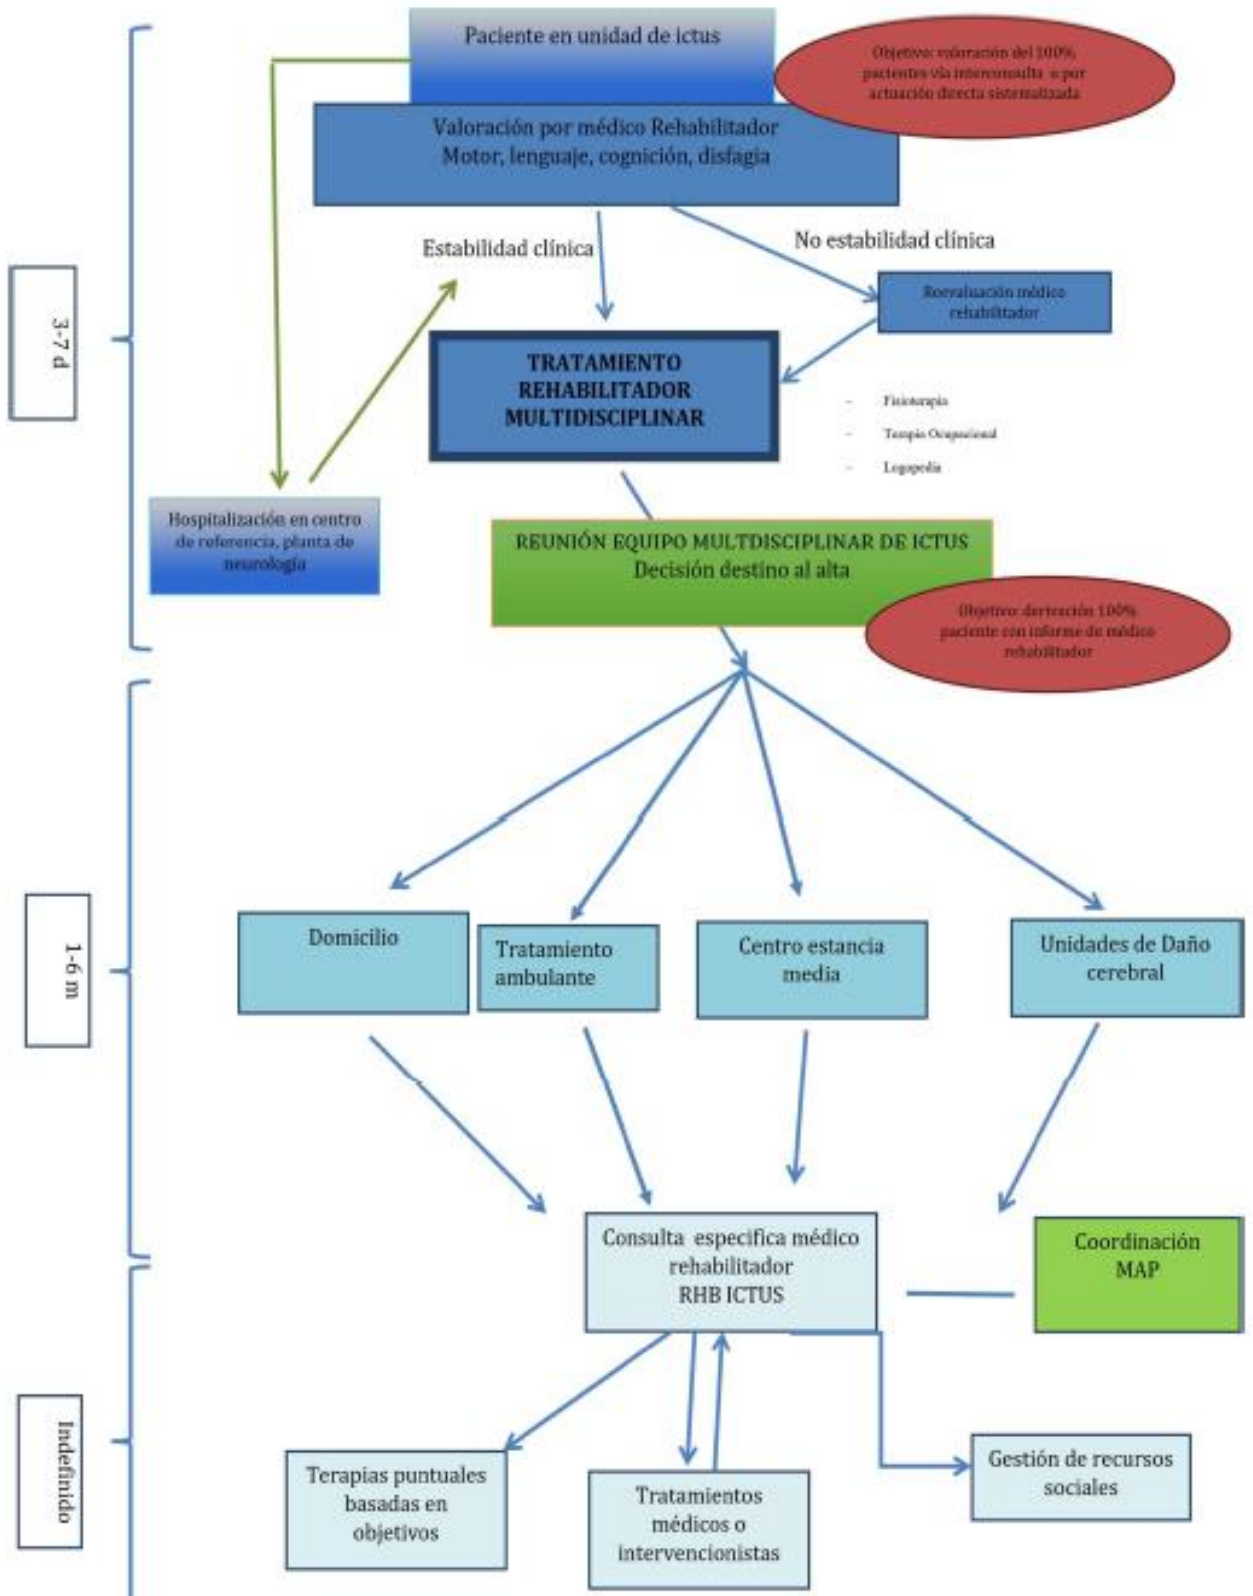 Paciente en unidad de ictus
Objetivo: valoración del 100%
pacientes vía interconsulta o por
actuación directa sistematizada
Valoración por médico Rehabilitador
Motor, lenguaje, cognición, disfagia
Estabilidad clínica
No estabilidad clínica
Reevaluación médico
rehabilitador
3-7 d
TRATAMIENTO
REHABILITADOR
MULTIDISCIPLINAR
- Fisioterapia
- Terapia Ocupacional
- Logopedia
Hospitalización en centro
de referencia, planta de
neurología
REUNIÓN EQUIPO MULTDISCIPLINAR DE ICTUS
Decisión destino al alta
Objetivo: derivación 100%
paciente con informe de médico
rehabilitador
1-6 m
Domicilio
Tratamiento
ambulante
Centro estancia
media
Unidades de Daño
cerebral
Consulta especifica médico
rehabilitador
RHB ICTUS
Coordinación
MAP
Indefinido
Terapias puntuales
basadas en
objetivos
Tratamientos
médicos o
intervencionistas
Gestión de recursos
sociales